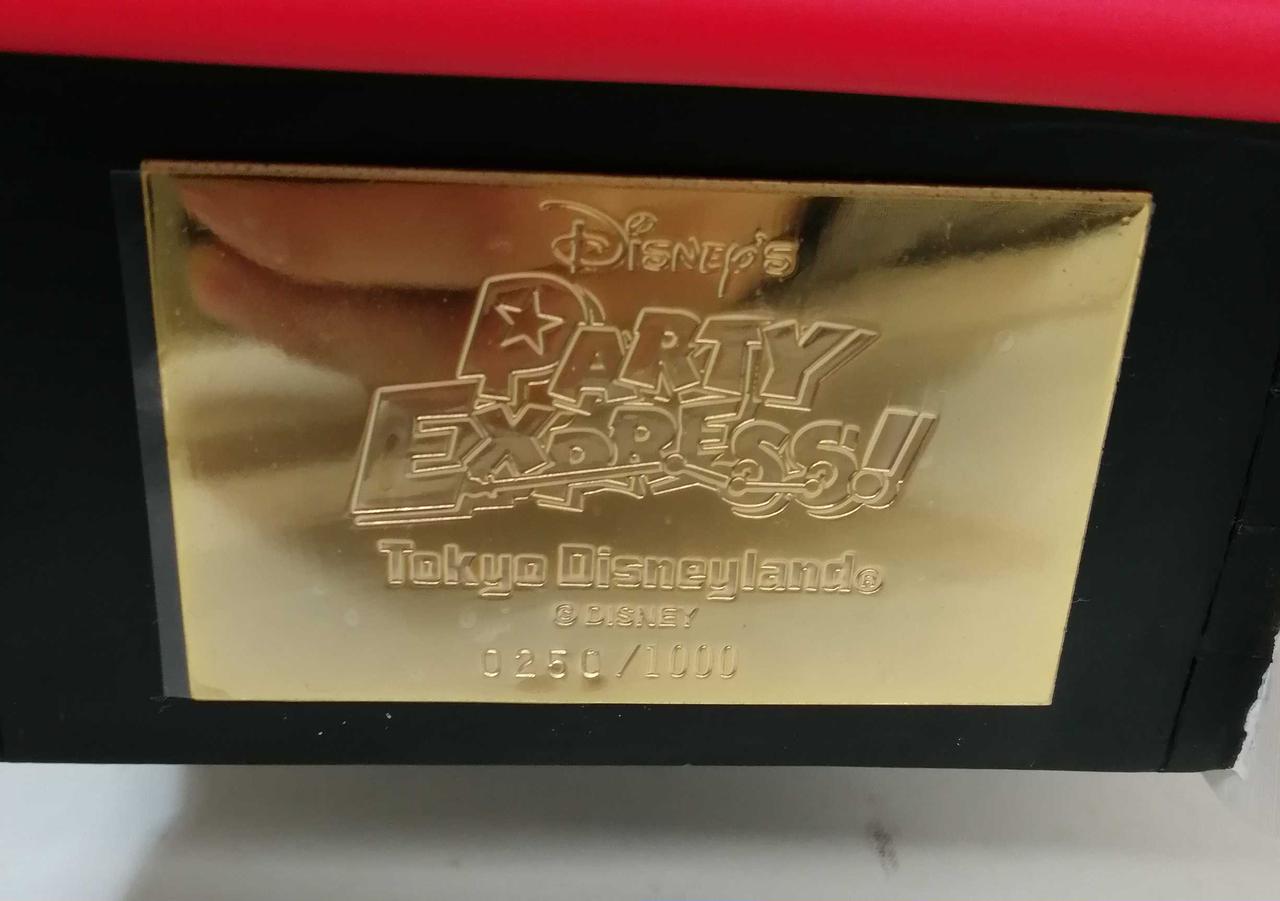 Disney's
PARTY
EXPRESS!
Tokyo Disneyland®
© DISNEY
0250/1000